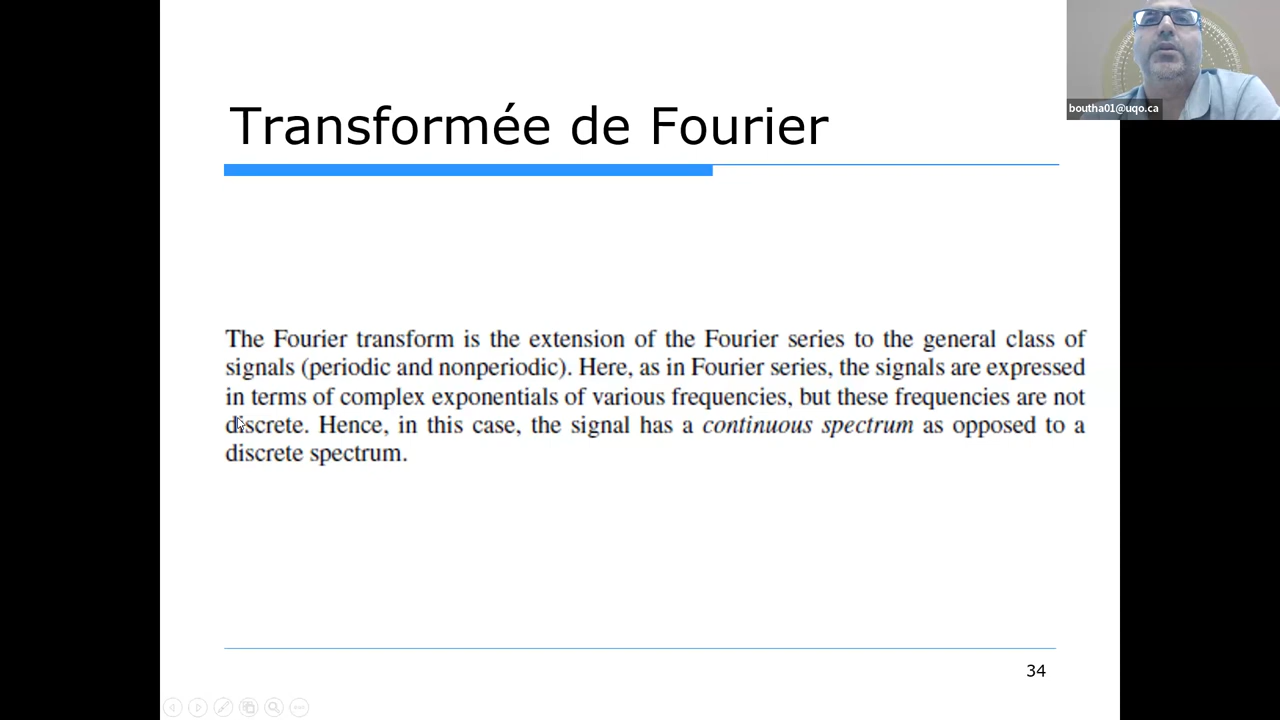 Transformée de Fourier
boutha01@uqo.ca
The Fourier transform is the extension of the Fourier series to the general class of
signals (periodic and nonperiodic). Here, as in Fourier series, the signals are expressed
in terms of complex exponentials of various frequencies, but these frequencies are not
discrete. Hence, in this case, the signal has a continuous spectrum as opposed to a
discrete spectrum.
34